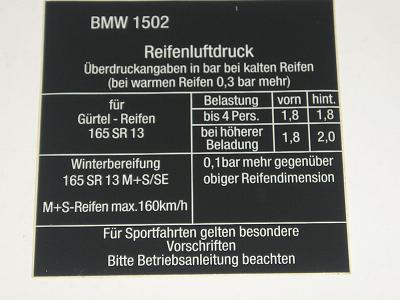 BMW 1502
Reifenluftdruck
Überdruckangaben in bar bei kalten Reifen
(bei warmen Reifen 0,3 bar mehr)
für
Gürtel - Reifen
165 SR 13
Belastung vorn hint.
bis 4 Pers. 1,8 1,8
bei höherer
Beladung 1,8 2,0
Winterbereifung
165 SR 13 M+S/SE
M+S-Reifen max.160km/h
0,1bar mehr gegenüber
obiger Reifendimension
Für Sportfahrten gelten besondere
Vorschriften
Bitte Betriebsanleitung beachten